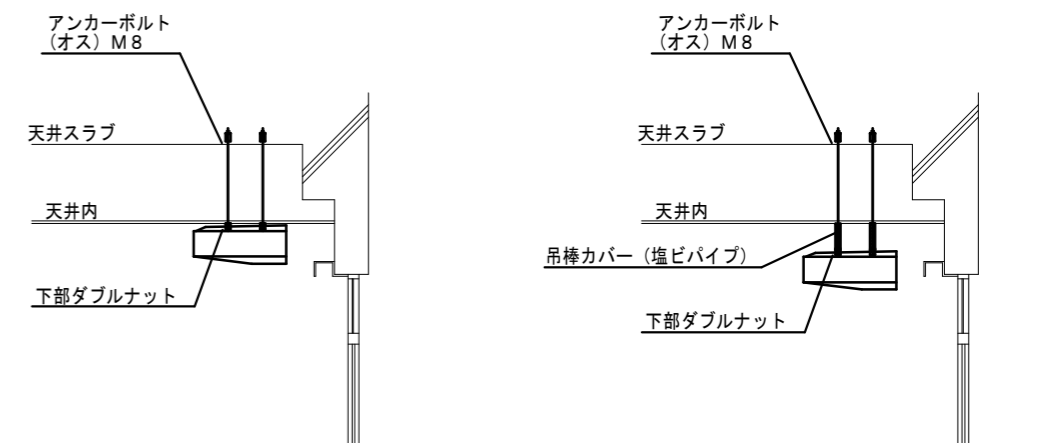 アンカーボルト
（オス）Ｍ８
天井スラブ
天井内
下部ダブルナット
アンカーボルト
（オス）Ｍ８
天井スラブ
天井内
吊棒カバー（塩ビパイプ）
下部ダブルナット